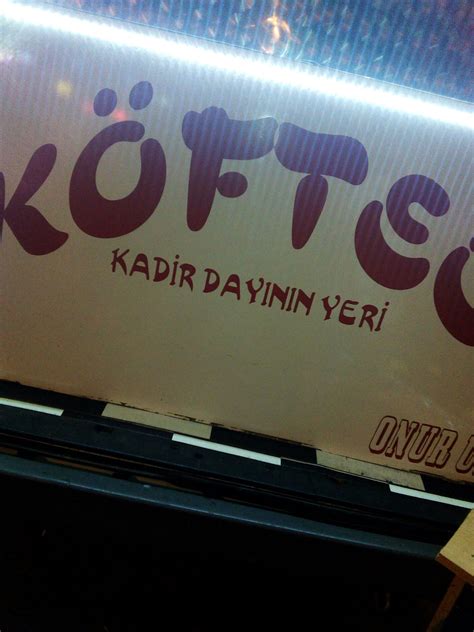 KÖFTEC
KADİR DAYININ YERİ
ONUR